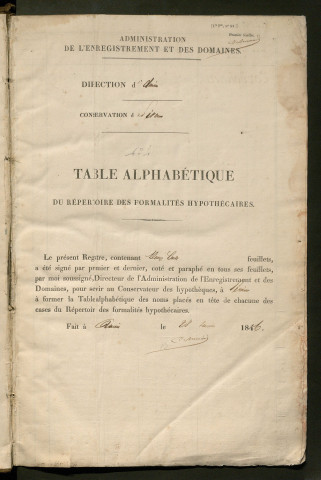 ADMINISTRATION
DE L'ENREGISTREMENT ET DES DOMAINES.
DIRECTION d'
CONSERVATION d
TABLE ALPHABÉTIQUE
DU RÉPERTOIRE DES FORMALITÉS HYPOTHÉCAIRES.
Le présent Registre, contenant feuillets,
a été signé par premier et dernier, coté et paraphé en tous ses feuillets,
par moi soussigné, Directeur de l'Administration de l'Enregistrement et des
Domaines, pour servir au Conservateur des hypothèques, à
à former la Table alphabétique des noms placés en tête de chacune des
cases du Répertoire des formalités hypothécaires.
Fait à le 28 1846.